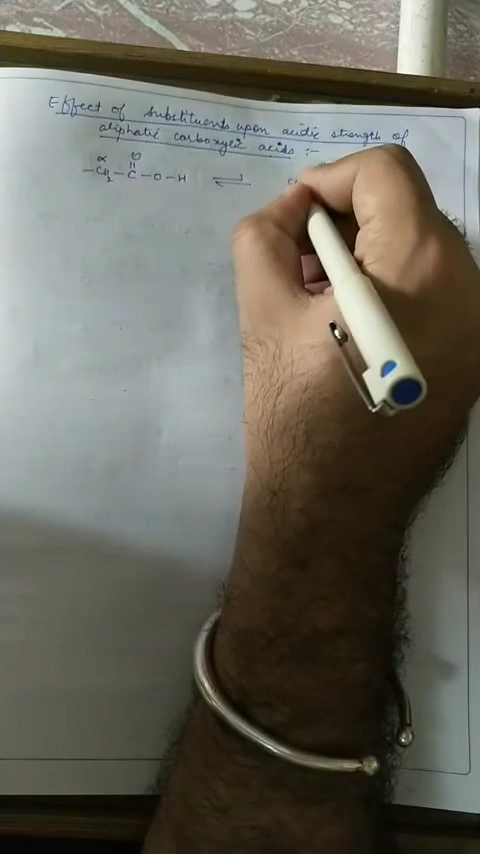 Effect of substituents upon acidic strength of
aliphatic carboxylic acids :-
α O
-CH2-C-O-H ⇌